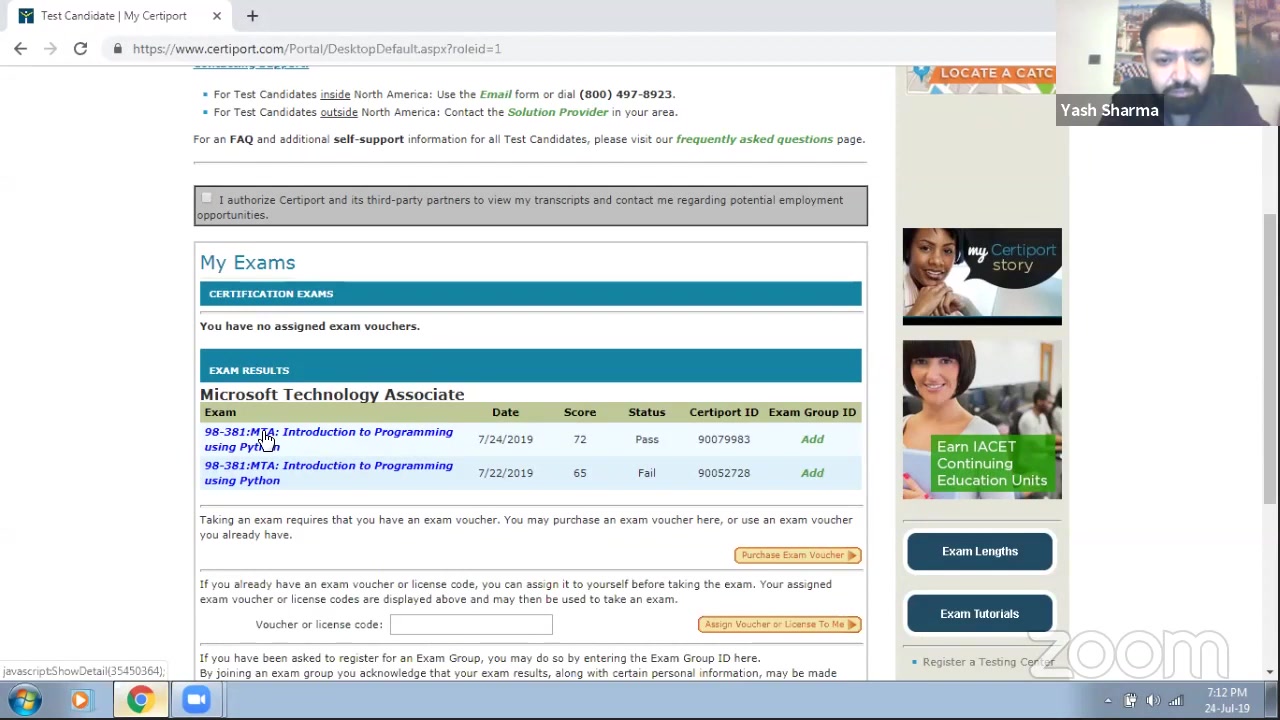 Test Candidate | My Certiport
https://www.certiport.com/Portal/DesktopDefault.aspx?roleid=1
LOCATE A CATC
Yash Sharma
For Test Candidates inside North America: Use the Email form or dial (800) 497-8923.
For Test Candidates outside North America: Contact the Solution Provider in your area.
For an FAQ and additional self-support information for all Test Candidates, please visit our frequently asked questions page.
I authorize Certiport and its third-party partners to view my transcripts and contact me regarding potential employment
opportunities.
my Certiport
story
My Exams
CERTIFICATION EXAMS
You have no assigned exam vouchers.
EXAM RESULTS
Microsoft Technology Associate
Exam Date Score Status Certiport ID Exam Group ID
98-381:MTA: Introduction to Programming
using Python 7/24/2019 72 Pass 90079983 Add
98-381:MTA: Introduction to Programming
using Python 7/22/2019 65 Fail 90052728 Add
Earn IACET
Continuing
Education Units
Taking an exam requires that you have an exam voucher. You may purchase an exam voucher here, or use an exam voucher
you already have.
Purchase Exam Voucher
Exam Lengths
If you already have an exam voucher or license code, you can assign it to yourself before taking the exam. Your assigned
exam voucher or license codes are displayed above and may then be used to take an exam.
Voucher or license code:
Assign Voucher or License To Me
Exam Tutorials
If you have been asked to register for an Exam Group, you may do so by entering the Exam Group ID here.
By joining an exam group you acknowledge that your exam results, along with certain personal information, may be made
Register a Testing Center
zoom
javascript:ShowDetail(35450364);
7:12 PM
24-Jul-19